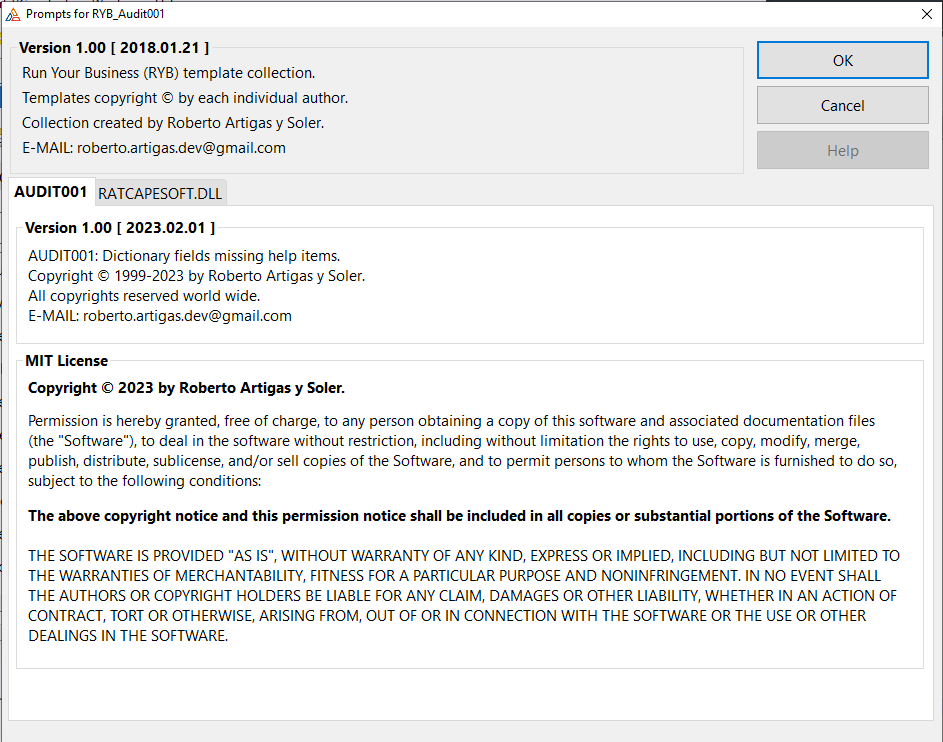 Prompts for RYB_Audit001
Version 1.00 [ 2018.01.21 ]
Run Your Business (RYB) template collection.
Templates copyright © by each individual author.
Collection created by Roberto Artigas y Soler.
E-MAIL: roberto.artigas.dev@gmail.com
OK
Cancel
Help
AUDIT001 RATCAPESOFT.DLL
Version 1.00 [ 2023.02.01 ]
AUDIT001: Dictionary fields missing help items.
Copyright © 1999-2023 by Roberto Artigas y Soler.
All copyrights reserved world wide.
E-MAIL: roberto.artigas.dev@gmail.com
MIT License
Copyright © 2023 by Roberto Artigas y Soler.
Permission is hereby granted, free of charge, to any person obtaining a copy of this software and associated documentation files
(the "Software"), to deal in the software without restriction, including without limitation the rights to use, copy, modify, merge,
publish, distribute, sublicense, and/or sell copies of the Software, and to permit persons to whom the Software is furnished to do so,
subject to the following conditions:
The above copyright notice and this permission notice shall be included in all copies or substantial portions of the Software.
THE SOFTWARE IS PROVIDED "AS IS", WITHOUT WARRANTY OF ANY KIND, EXPRESS OR IMPLIED, INCLUDING BUT NOT LIMITED TO
THE WARRANTIES OF MERCHANTABILITY, FITNESS FOR A PARTICULAR PURPOSE AND NONINFRINGEMENT. IN NO EVENT SHALL
THE AUTHORS OR COPYRIGHT HOLDERS BE LIABLE FOR ANY CLAIM, DAMAGES OR OTHER LIABILITY, WHETHER IN AN ACTION OF
CONTRACT, TORT OR OTHERWISE, ARISING FROM, OUT OF OR IN CONNECTION WITH THE SOFTWARE OR THE USE OR OTHER
DEALINGS IN THE SOFTWARE.